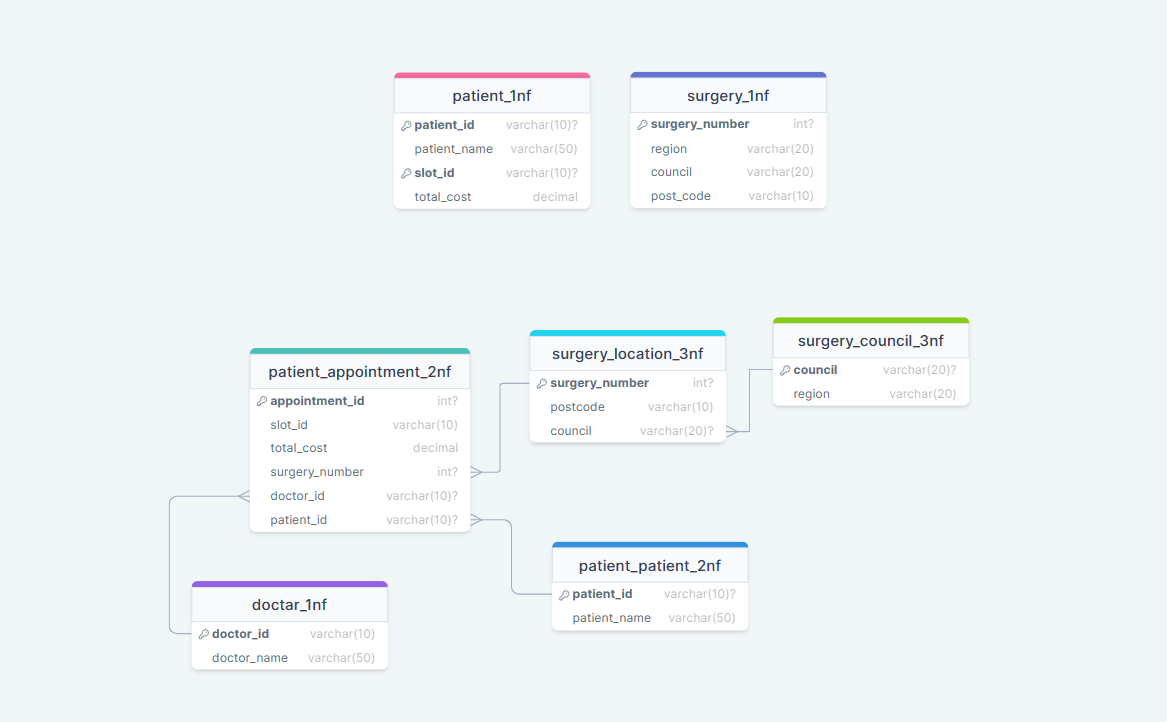 patient_1nf
patient_id varchar(10)?
patient_name varchar(50)
slot_id varchar(10)?
total_cost decimal
surgery_1nf
surgery_number int?
region varchar(20)
council varchar(20)
post_code varchar(10)
patient_appointment_2nf
appointment_id int?
slot_id varchar(10)
total_cost decimal
surgery_number int?
doctor_id varchar(10)?
patient_id varchar(10)?
surgery_location_3nf
surgery_number int?
postcode varchar(10)
council varchar(20)?
surgery_council_3nf
council varchar(20)?
region varchar(20)
doctar_1nf
doctor_id varchar(10)
doctor_name varchar(50)
patient_patient_2nf
patient_id varchar(10)?
patient_name varchar(50)